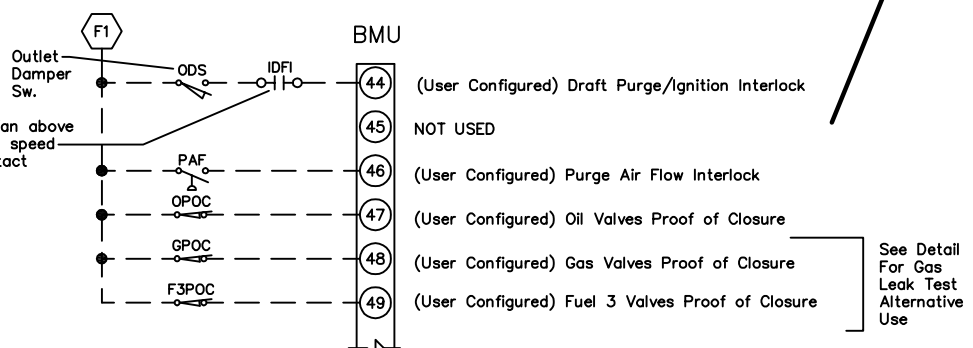 F1
BMU
Outlet
Damper
Sw.
ODS
IDFI
44 (User Configured) Draft Purge/Ignition Interlock
an above
speed
tact
45 NOT USED
PAF
46 (User Configured) Purge Air Flow Interlock
OPOC
47 (User Configured) Oil Valves Proof of Closure
GPOC
48 (User Configured) Gas Valves Proof of Closure
F3POC
49 (User Configured) Fuel 3 Valves Proof of Closure
See Detail
For Gas
Leak Test
Alternative
Use